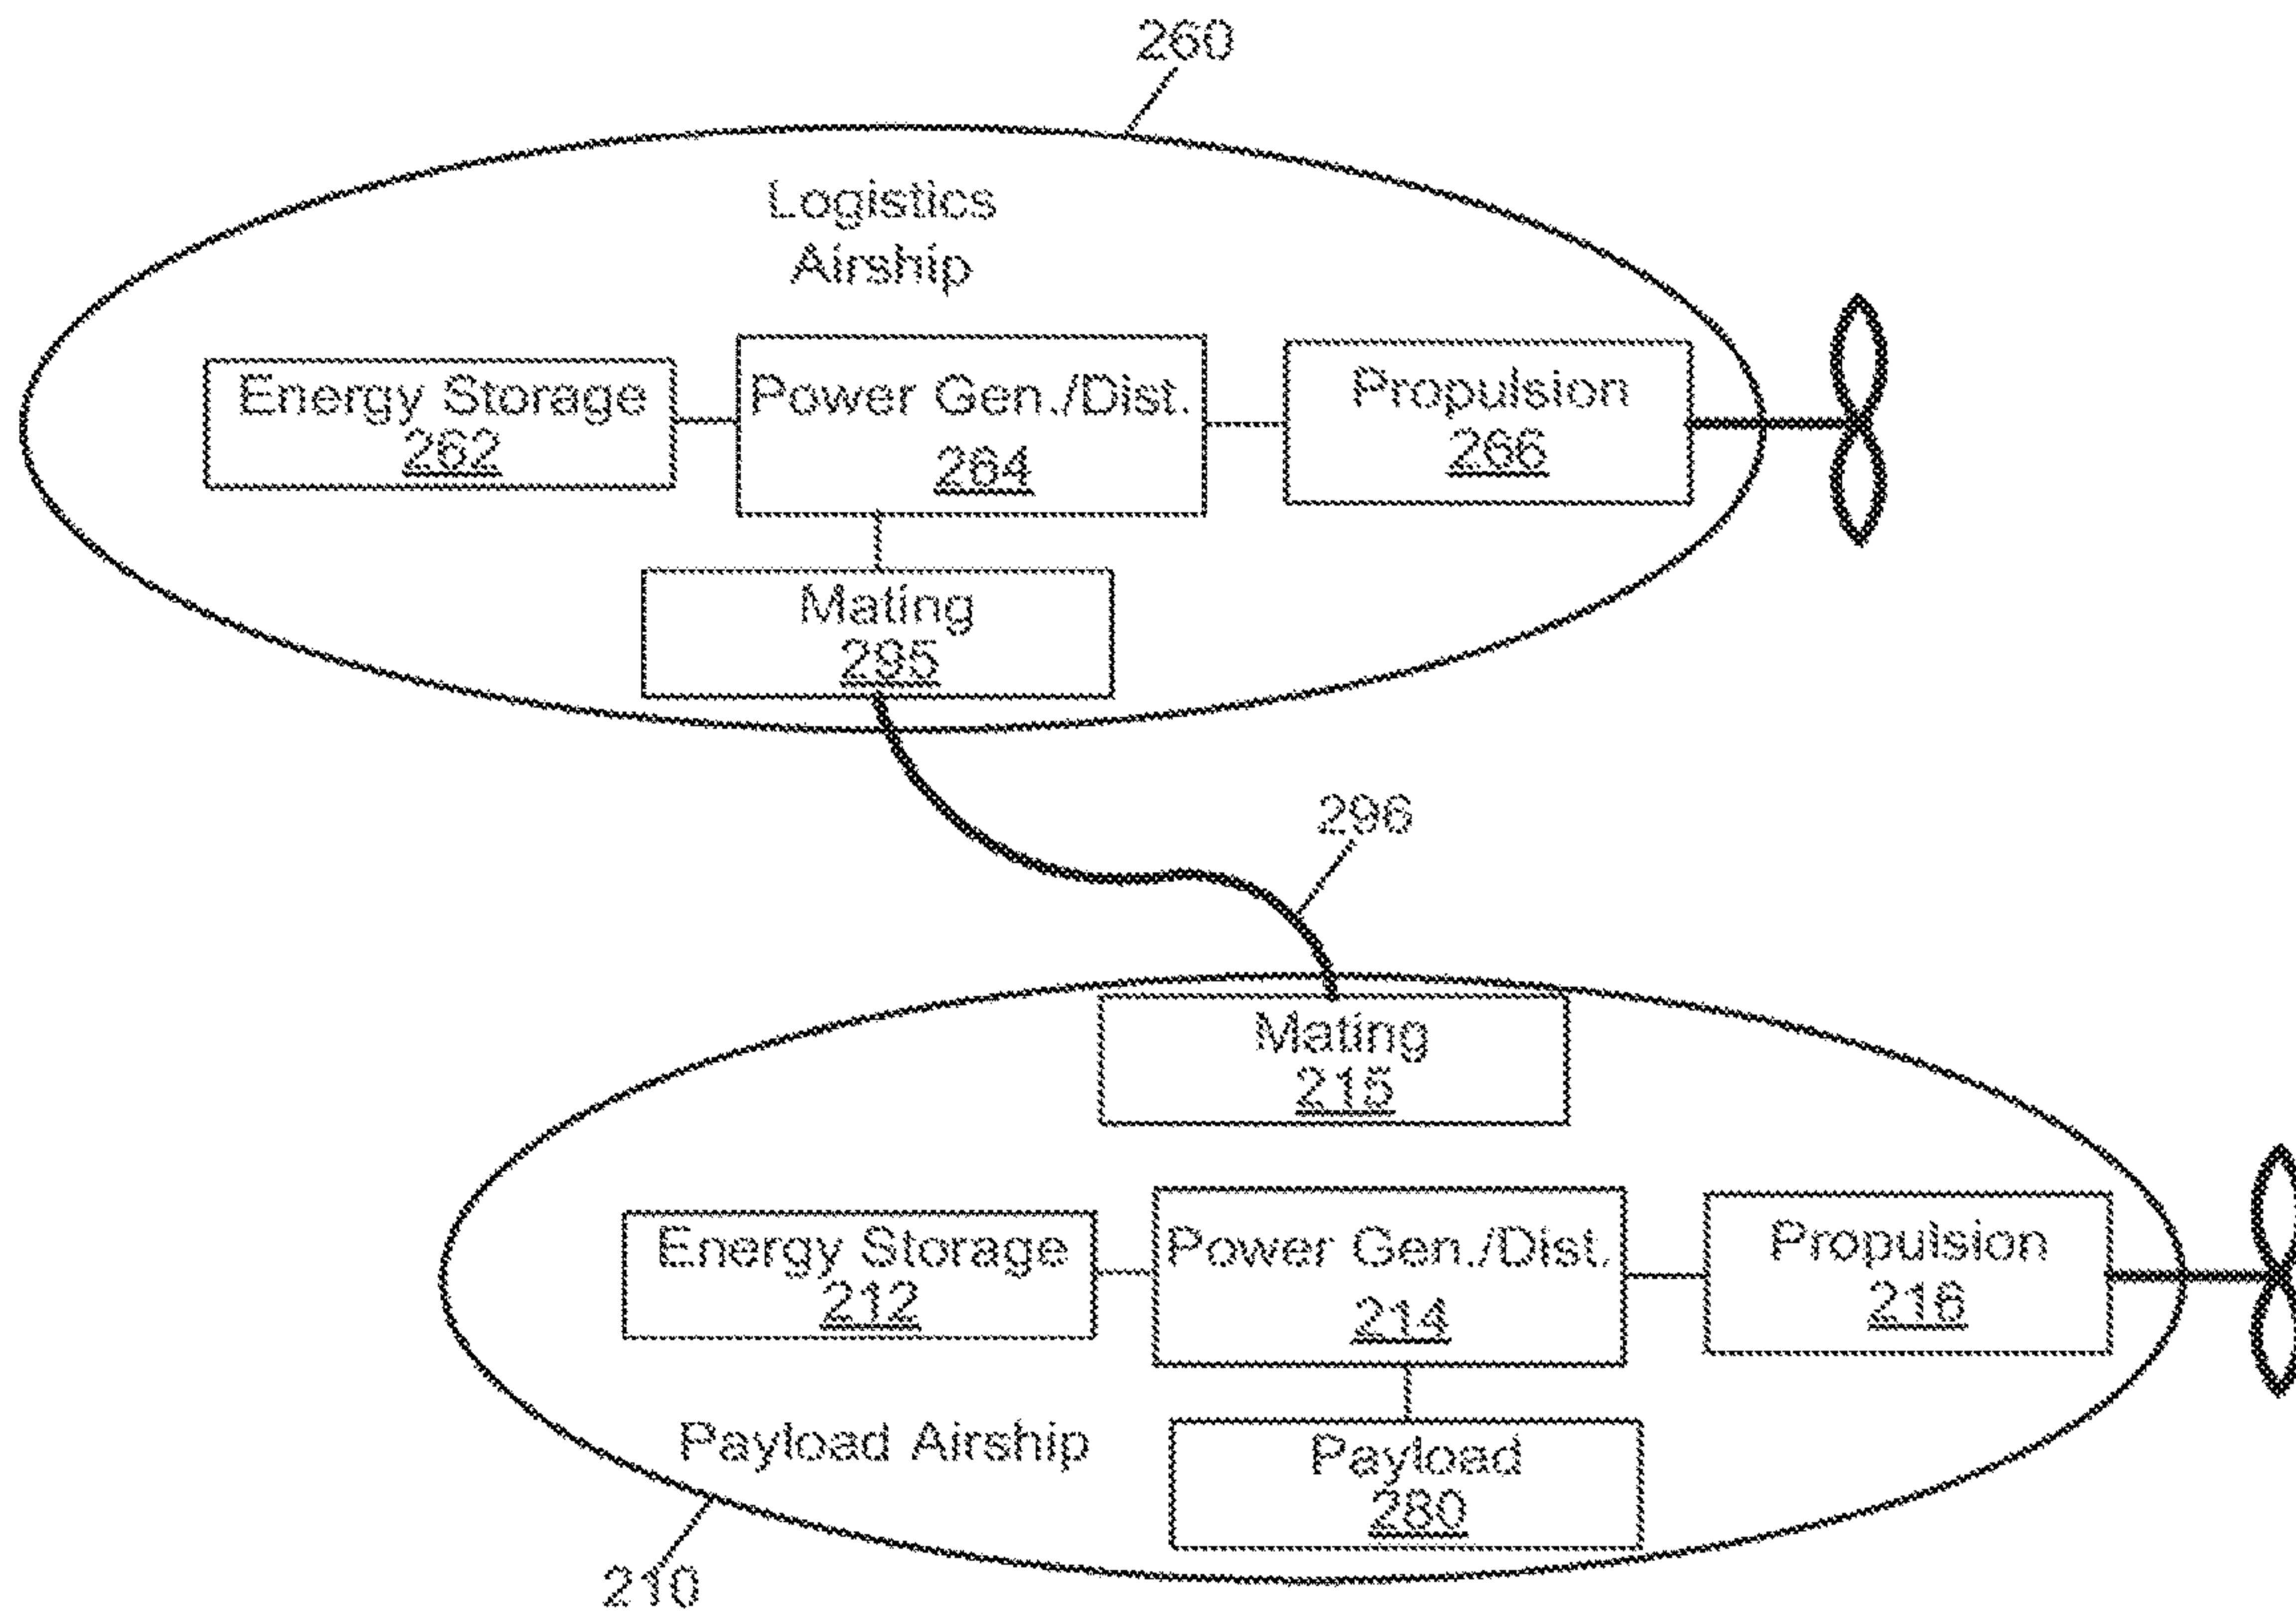 260
Logistics
Airship
Energy Storage
262
Power Gen./Dist.
264
Propulsion
266
Mating
295
296
Mating
215
Energy Storage
212
Power Gen./Dist.
214
Propulsion
216
Payload Airship
Payload
280
210